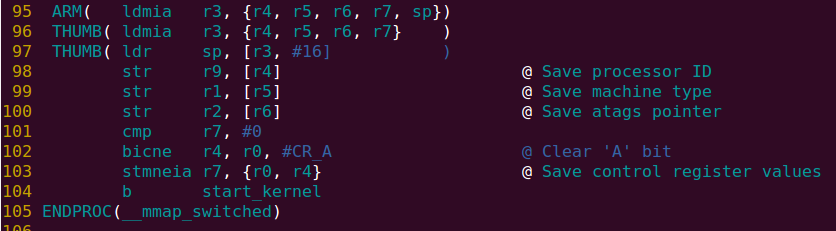 95 ARM( ldmia r3, {r4, r5, r6, r7, sp})
96 THUMB( ldmia r3, {r4, r5, r6, r7} )
97 THUMB( ldr sp, [r3, #16] )
98 str r9, [r4] @ Save processor ID
99 str r1, [r5] @ Save machine type
100 str r2, [r6] @ Save atags pointer
101 cmp r7, #0
102 bicne r4, r0, #CR_A @ Clear 'A' bit
103 stmneia r7, {r0, r4} @ Save control register values
104 b start_kernel
105 ENDPROC(__mmap_switched)